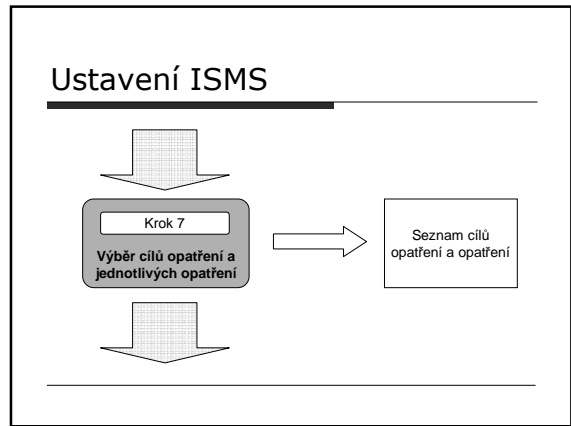 Ustavení ISMS
Krok 7
Výběr cílů opatření a
jednotlivých opatření
Seznam cílů
opatření a opatření